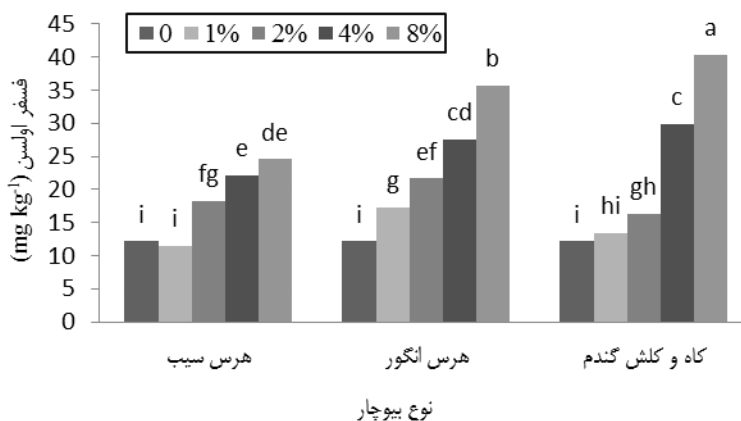 0 1% 2% 4% 8%
فسفر اولسن (mg kg⁻¹)
45
40
35
30
25
20
15
10
5
0
i i fg e de
i g ef cd b
i hi gh c a
هرس سیب
هرس انگور
کاه و کلش گندم
نوع بیوچار